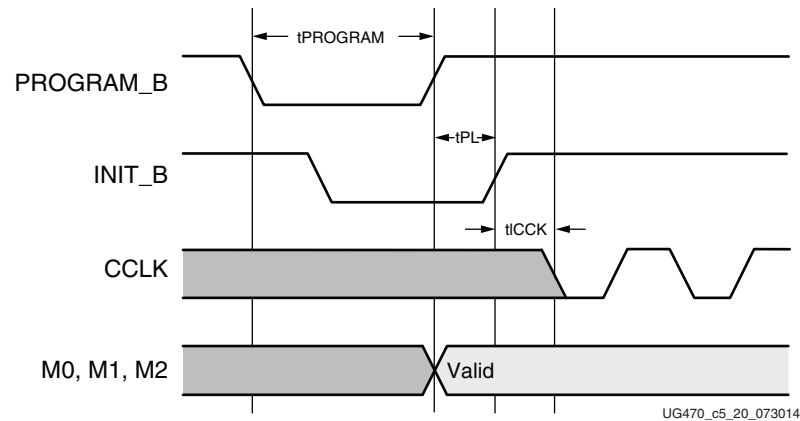 tPROGRAM
PROGRAM_B
tPL
INIT_B
tICCK
CCLK
M0, M1, M2
Valid
UG470_c5_20_073014